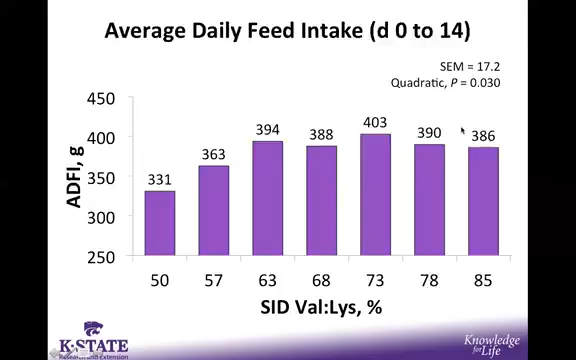 Average Daily Feed Intake (d 0 to 14)
SEM = 17.2
Quadratic, P = 0.030
450
400
350
300
250
ADFI, g
331
363
394
388
403
390
386
50
57
63
68
73
78
85
SID Val:Lys, %
K-STATE
Research and Extension
Knowledge
for Life